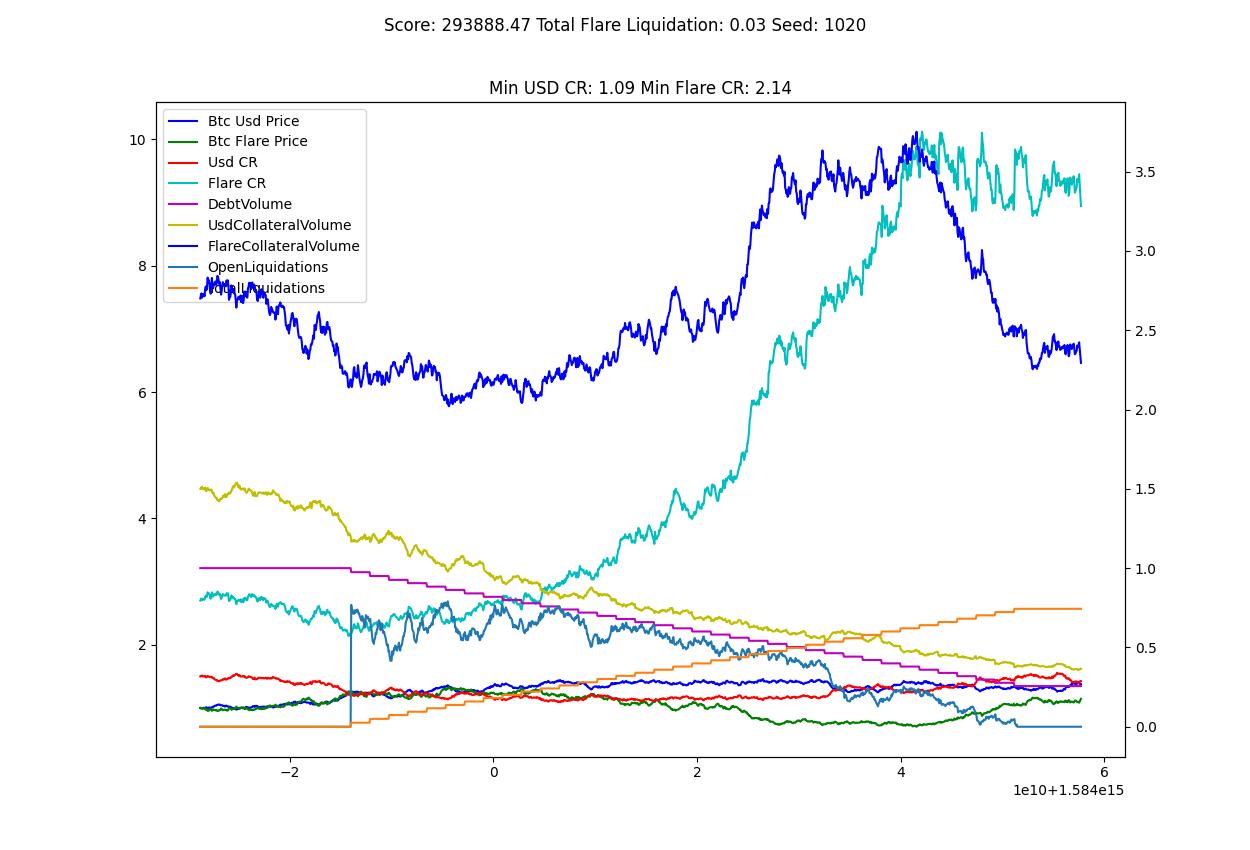 Score: 293888.47 Total Flare Liquidation: 0.03 Seed: 1020
Min USD CR: 1.09 Min Flare CR: 2.14
Btc Usd Price
Btc Flare Price
Usd CR
Flare CR
DebtVolume
UsdCollateralVolume
FlareCollateralVolume
OpenLiquidations
TotalLiquidations
10
8
6
4
2
3.5
3.0
2.5
2.0
1.5
1.0
0.5
0.0
−2 0 2 4 6
1e10+1.584e15